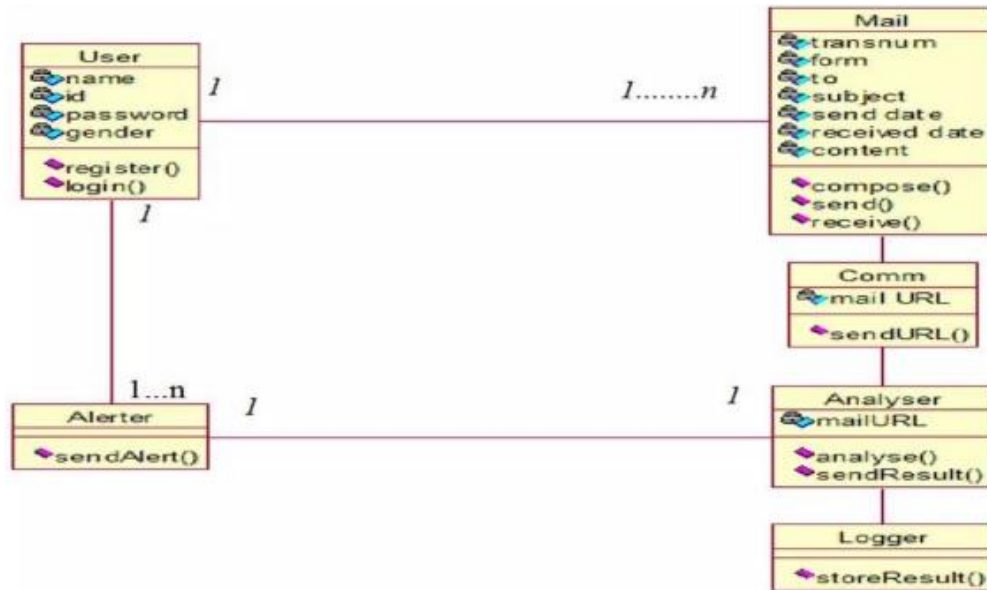 User
name
id
password
gender
register()
login()
1
1.........n
Mail
transnum
form
to
subject
send date
received date
content
compose()
send()
receive()
1
Comm
mail URL
sendURL()
1...n
Alerter
sendAlert()
1
1
Analyser
mailURL
analyse()
sendResult()
Logger
storeResult()